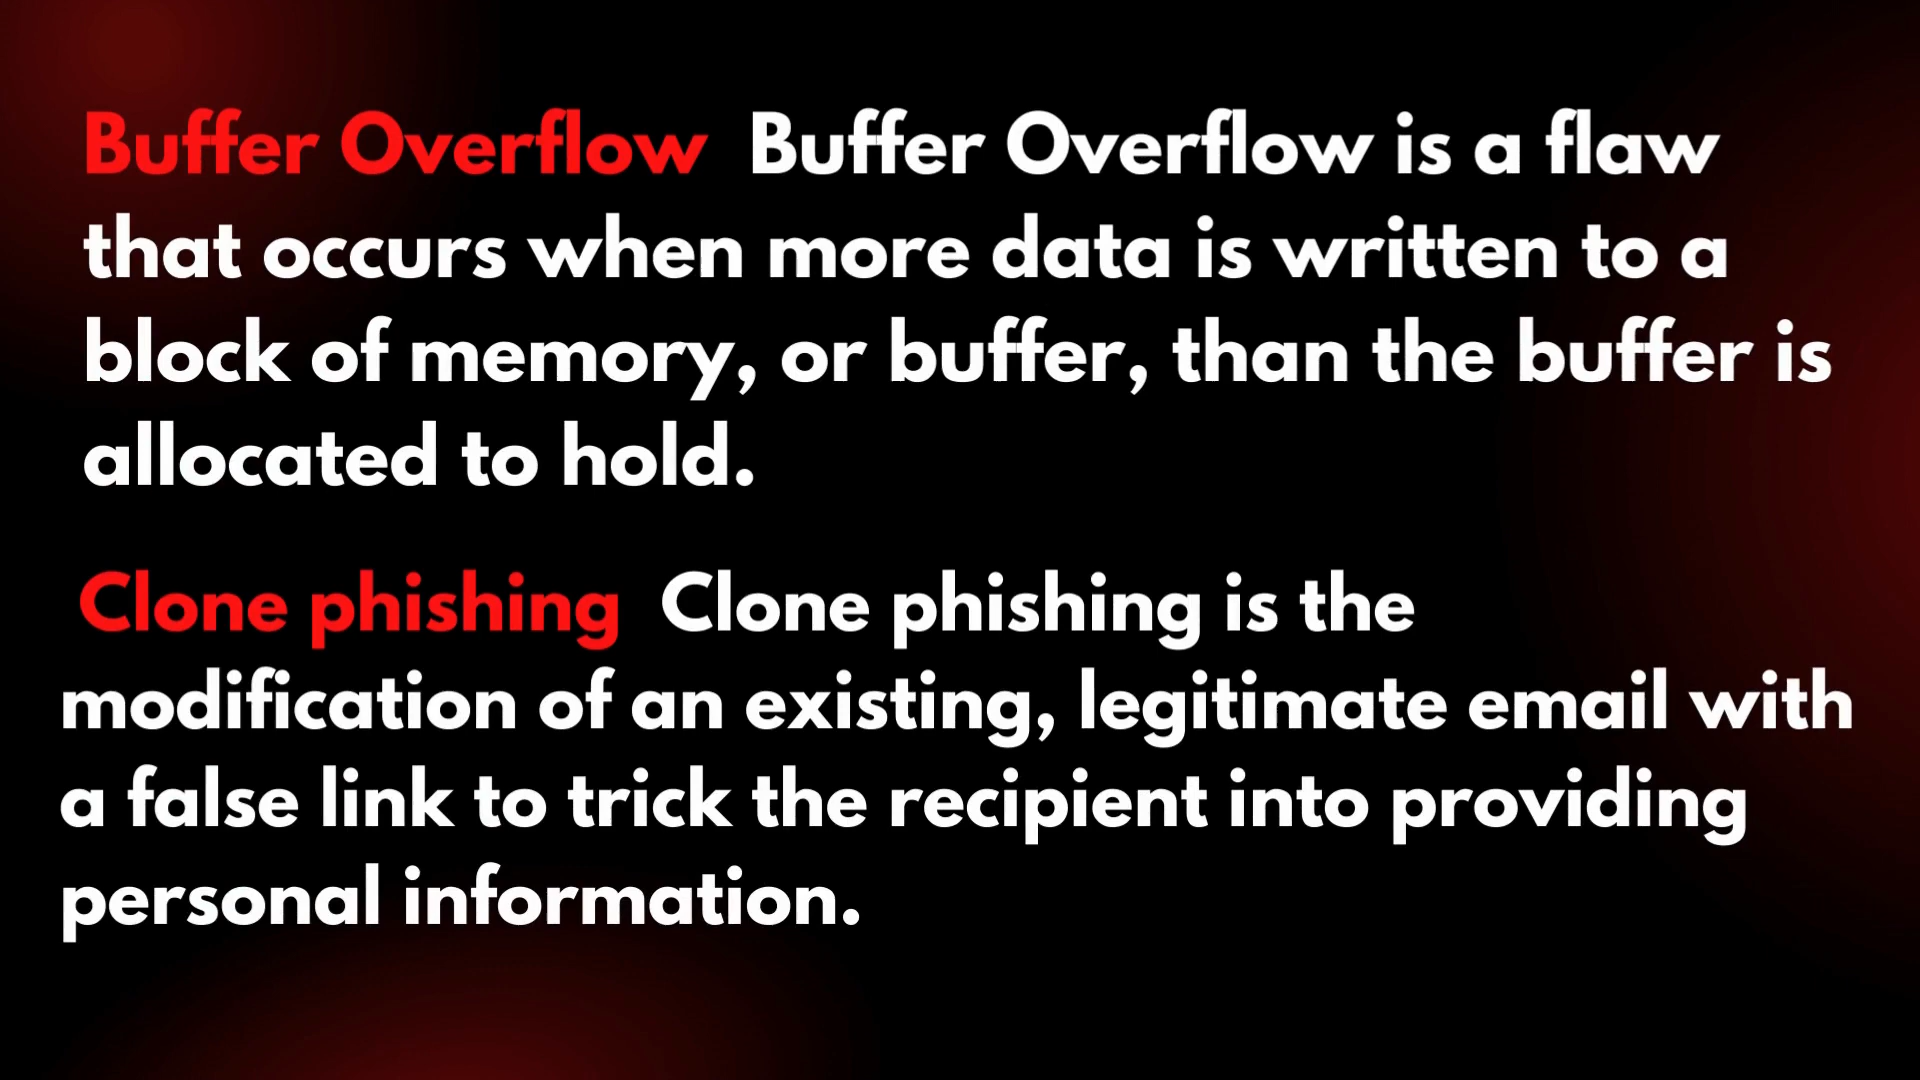 Buffer Overflow Buffer Overflow is a flaw
that occurs when more data is written to a
block of memory, or buffer, than the buffer is
allocated to hold.
Clone phishing Clone phishing is the
modification of an existing, legitimate email with
a false link to trick the recipient into providing
personal information.